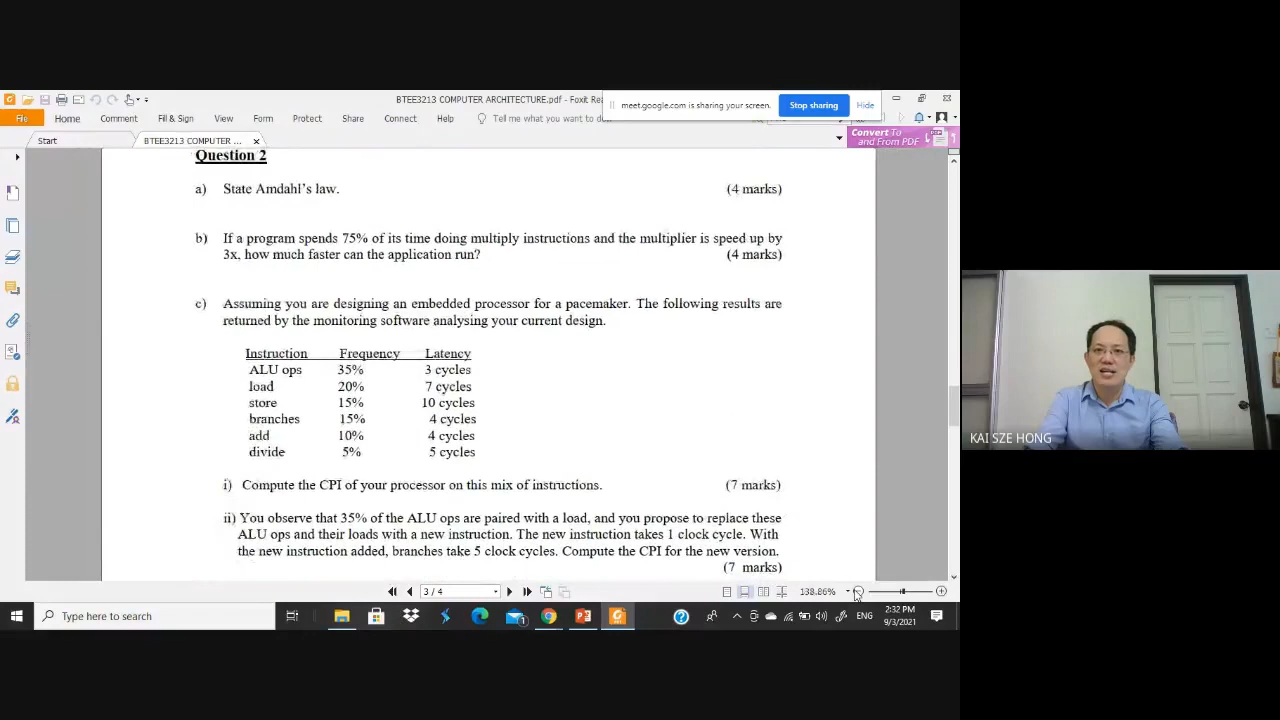 BTEE3213 COMPUTER ARCHITECTURE.pdf - Foxit Rea
meet.google.com is sharing your screen.
Stop sharing
Hide
File
Home
Comment
Fill & Sign
View
Form
Protect
Share
Connect
Help
Tell me what you want to do
Start
BTEE3213 COMPUTER ...
Convert To
and From PDF
Question 2
a) State Amdahl's law. (4 marks)
b) If a program spends 75% of its time doing multiply instructions and the multiplier is speed up by
3x, how much faster can the application run? (4 marks)
c) Assuming you are designing an embedded processor for a pacemaker. The following results are
returned by the monitoring software analysing your current design.
Instruction Frequency Latency
ALU ops 35% 3 cycles
load 20% 7 cycles
store 15% 10 cycles
branches 15% 4 cycles
add 10% 4 cycles
divide 5% 5 cycles
i) Compute the CPI of your processor on this mix of instructions. (7 marks)
ii) You observe that 35% of the ALU ops are paired with a load, and you propose to replace these
ALU ops and their loads with a new instruction. The new instruction takes 1 clock cycle. With
the new instruction added, branches take 5 clock cycles. Compute the CPI for the new version.
(7 marks)
KAI SZE HONG
3 / 4
138.86%
Type here to search
1
ENG
2:32 PM
9/3/2021